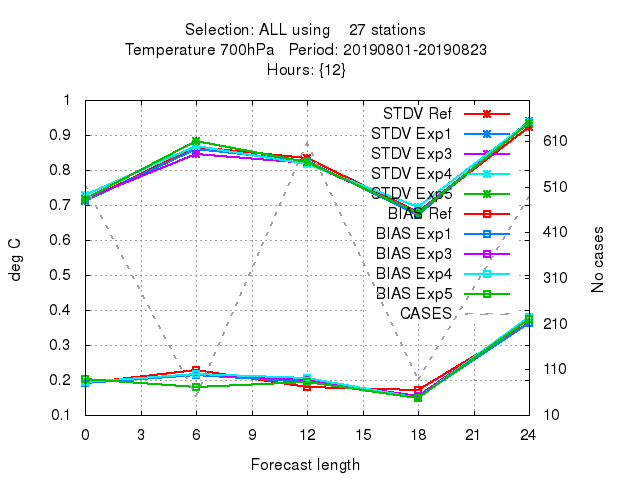 Selection: ALL using 27 stations
Temperature 700hPa Period: 20190801-20190823
Hours: {12}
1
0.9
0.8
0.7
0.6
0.5
0.4
0.3
0.2
0.1
deg C
STDV Ref
STDV Exp1
STDV Exp3
STDV Exp4
STDV Exp5
BIAS Ref
BIAS Exp1
BIAS Exp3
BIAS Exp4
BIAS Exp5
CASES
610
510
410
310
210
110
10
No cases
0 3 6 9 12 15 18 21 24
Forecast length